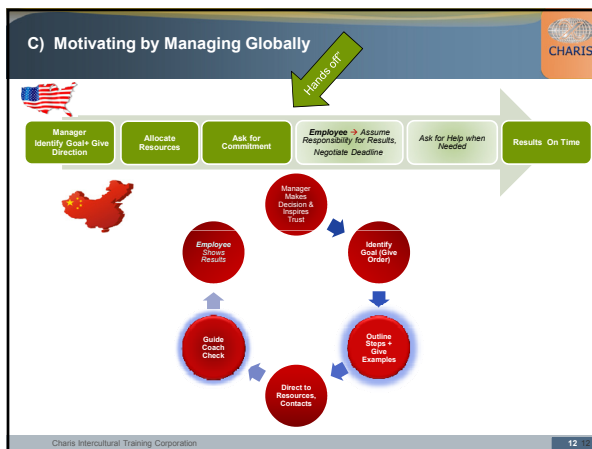 C) Motivating by Managing Globally
CHARIS
Hands off"
Manager
Identify Goal+ Give
Direction
Allocate
Resources
Ask for
Commitment
Employee → Assume
Responsibility for Results,
Negotiate Deadline
Ask for Help when
Needed
Results On Time
Manager
Makes
Decision &
Inspires
Trust
Identify
Goal (Give
Order)
Outline
Steps +
Give
Examples
Direct to
Resources,
Contacts
Guide
Coach
Check
Employee
Shows
Results
Charis Intercultural Training Corporation
12 12